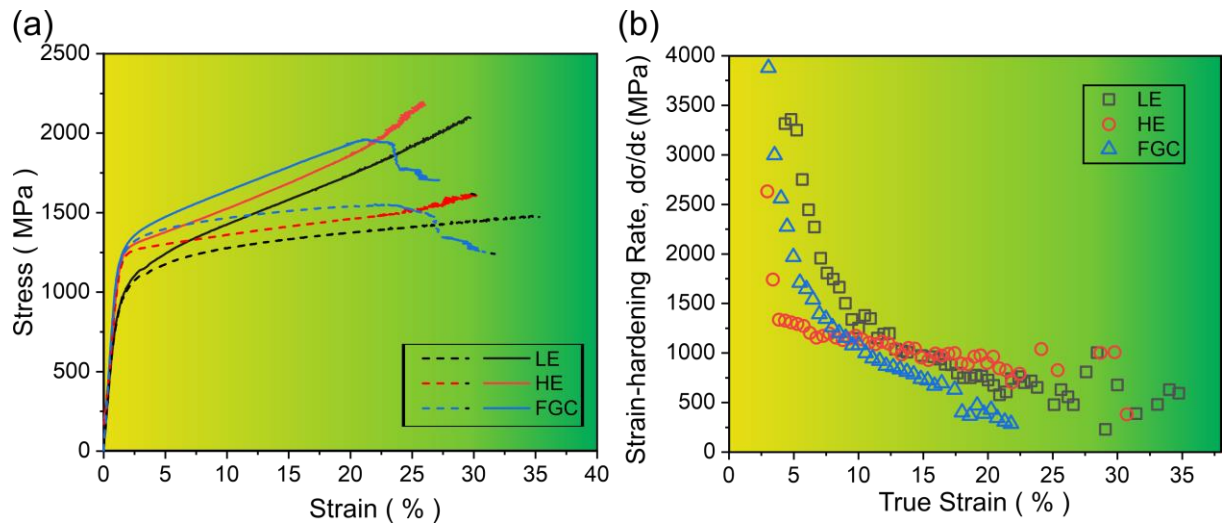 (a)
2500
2000
1500
1000
500
0
Stress ( MPa)
0 5 10 15 20 25 30 35 40
Strain ( % )
LE
HE
FGC
(b)
4000
3500
3000
2500
2000
1500
1000
500
0
Strain-hardening Rate, dσ/dε (MPa)
0 5 10 15 20 25 30 35
True Strain ( % )
LE
HE
FGC